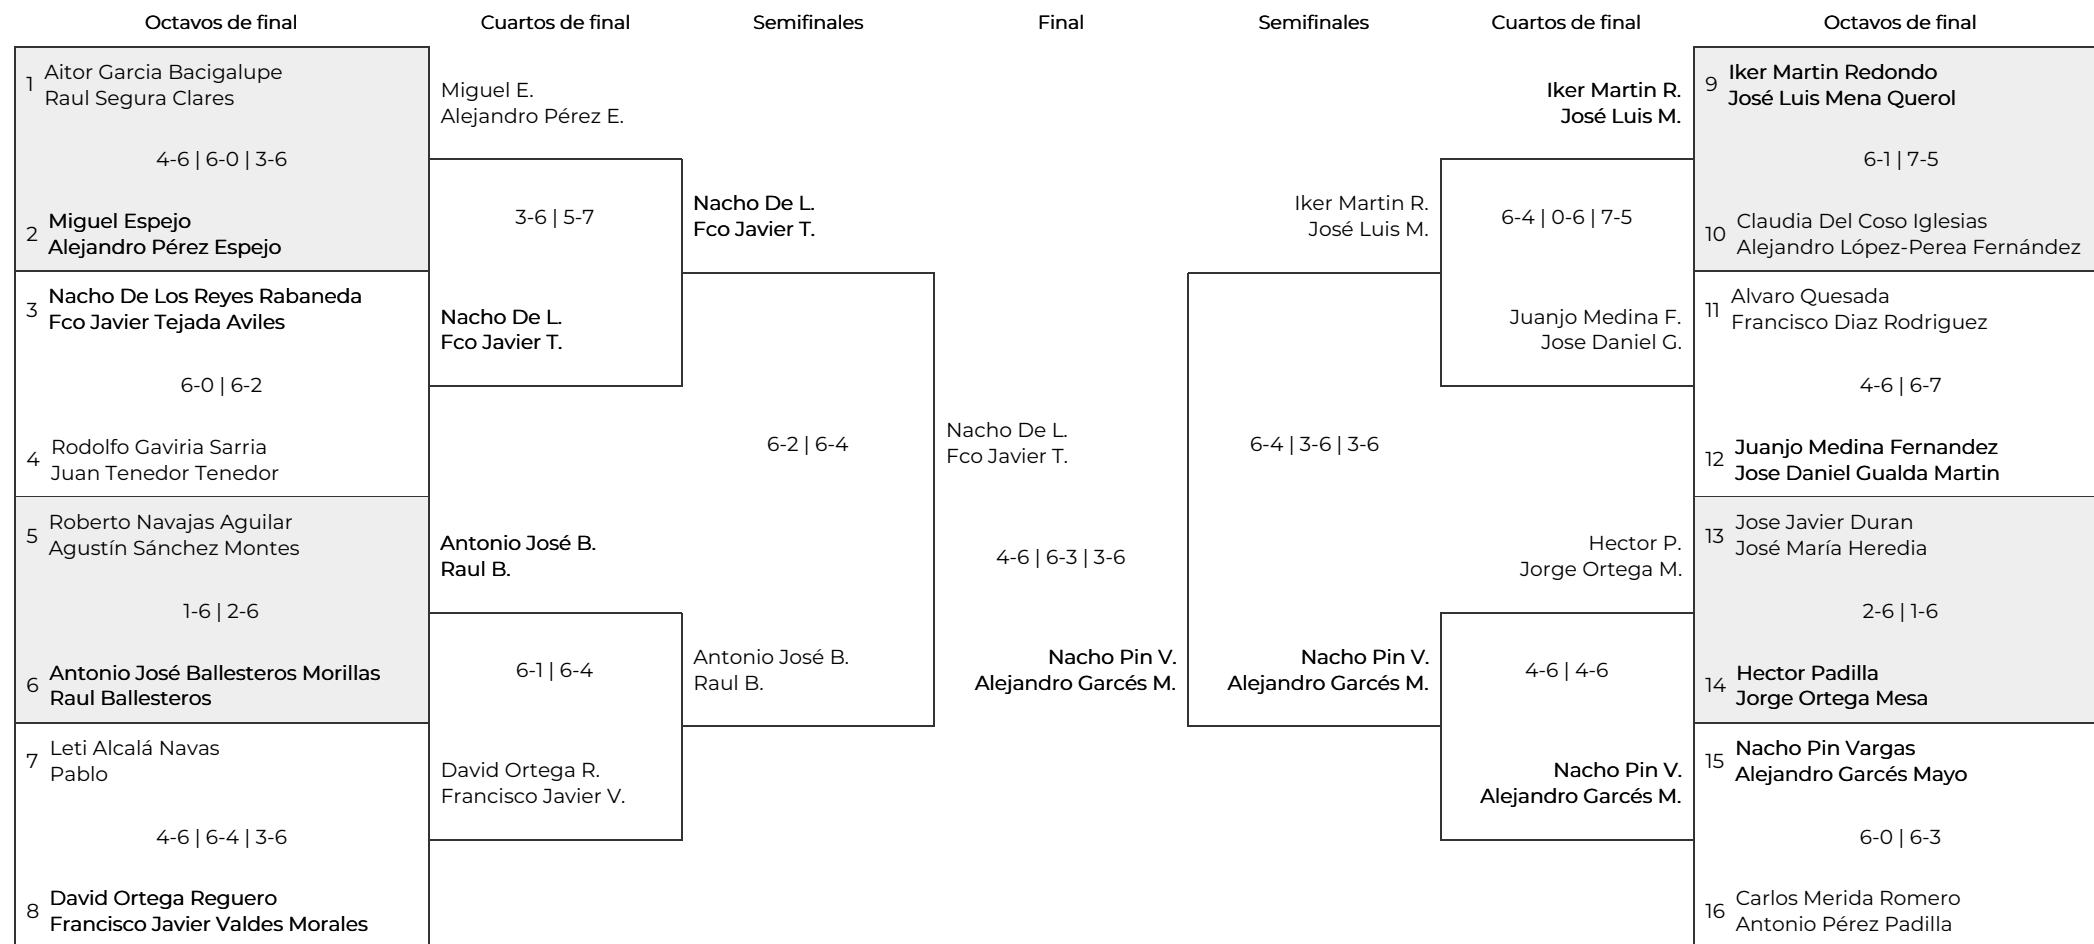 Octavos de final
Cuartos de final
Semifinales
Final
Semifinales
Cuartos de final
Octavos de final
1
Aitor Garcia Bacigalupe
Raul Segura Clares
4-6 | 6-0 | 3-6
2
Miguel Espejo
Alejandro Pérez Espejo
3
Nacho De Los Reyes Rabaneda
Fco Javier Tejada Aviles
6-0 | 6-2
4
Rodolfo Gaviria Sarria
Juan Tenedor Tenedor
5
Roberto Navajas Aguilar
Agustín Sánchez Montes
1-6 | 2-6
6
Antonio José Ballesteros Morillas
Raul Ballesteros
7
Leti Alcalá Navas
Pablo
4-6 | 6-4 | 3-6
8
David Ortega Reguero
Francisco Javier Valdes Morales
Miguel E.
Alejandro Pérez E.
3-6 | 5-7
Nacho De L.
Fco Javier T.
Antonio José B.
Raul B.
6-1 | 6-4
David Ortega R.
Francisco Javier V.
Nacho De L.
Fco Javier T.
6-2 | 6-4
Antonio José B.
Raul B.
Nacho De L.
Fco Javier T.
4-6 | 6-3 | 3-6
Nacho Pin V.
Alejandro Garcés M.
Iker Martin R.
José Luis M.
6-4 | 3-6 | 3-6
Nacho Pin V.
Alejandro Garcés M.
Iker Martin R.
José Luis M.
6-4 | 0-6 | 7-5
Juanjo Medina F.
Jose Daniel G.
Hector P.
Jorge Ortega M.
4-6 | 4-6
Nacho Pin V.
Alejandro Garcés M.
9
Iker Martin Redondo
José Luis Mena Querol
6-1 | 7-5
10
Claudia Del Coso Iglesias
Alejandro López-Perea Fernández
11
Alvaro Quesada
Francisco Diaz Rodriguez
4-6 | 6-7
12
Juanjo Medina Fernandez
Jose Daniel Gualda Martin
13
Jose Javier Duran
José María Heredia
2-6 | 1-6
14
Hector Padilla
Jorge Ortega Mesa
15
Nacho Pin Vargas
Alejandro Garcés Mayo
6-0 | 6-3
16
Carlos Merida Romero
Antonio Pérez Padilla